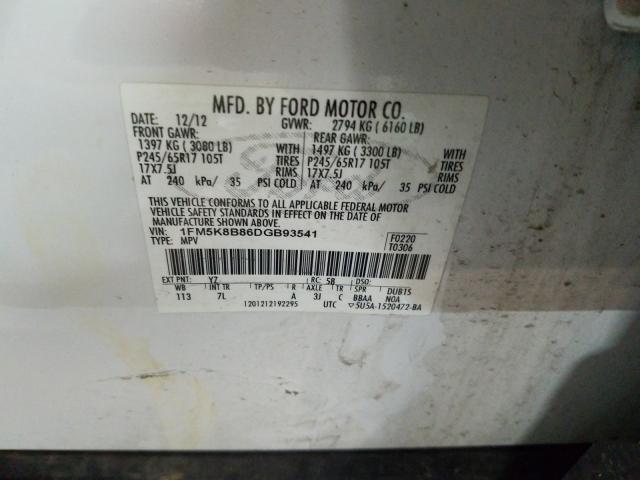 MFD. BY FORD MOTOR CO.
DATE: 12/12 GVWR: 2794 KG ( 6160 LB)
FRONT GAWR: REAR GAWR:
1397 KG ( 3080 LB) WITH 1497 KG ( 3300 LB) WITH
P245/65R17 105T TIRES P245/65R17 105T TIRES
17X7.5J RIMS 17X7.5J RIMS
AT 240 kPa/ 35 PSI COLD AT 240 kPa/ 35 PSI COLD
THIS VEHICLE CONFORMS TO ALL APPLICABLE FEDERAL MOTOR
VEHICLE SAFETY STANDARDS IN EFFECT ON THE DATE OF
MANUFACTURE SHOWN ABOVE.
VIN: 1FM5K8B86DGB93541 F0220
TYPE: MPV T0306
EXT PNT: YZ RC: 5B DSO:
WB INT TR TP/PS R AXLE TR SPR DUBTS
113 7L A 3J C BBAA N0A
1201212192295 UTC ▽5U5A-1520472-BA